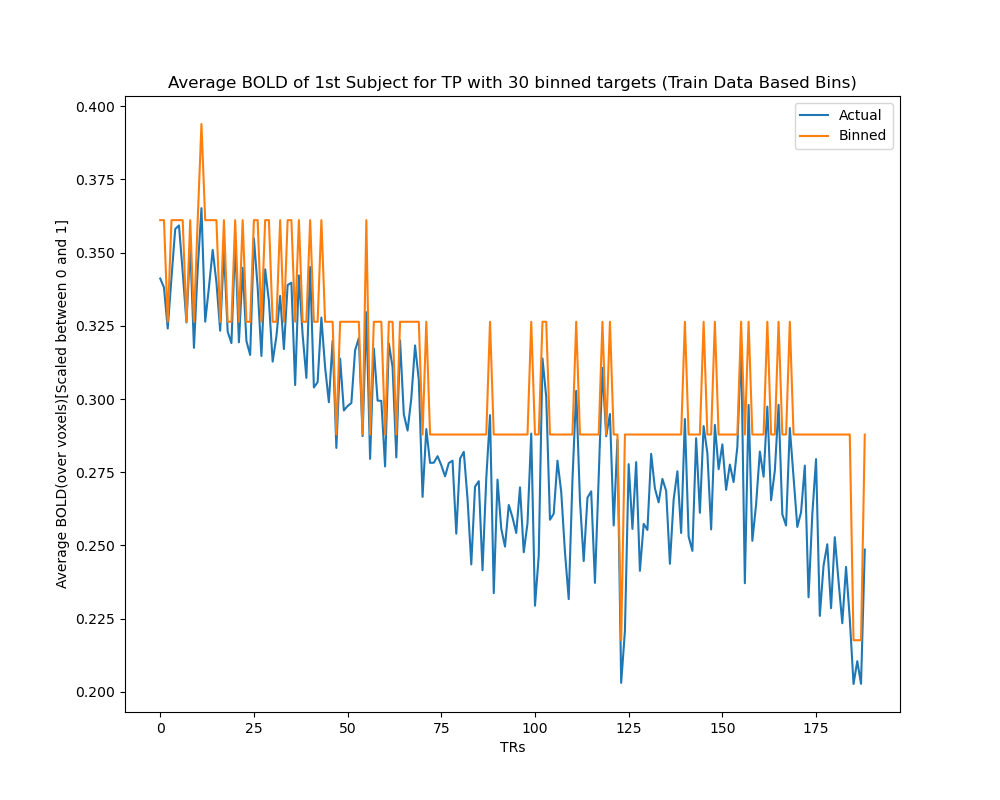 Average BOLD of 1st Subject for TP with 30 binned targets (Train Data Based Bins)
Actual
Binned
0.400
0.375
0.350
0.325
0.300
0.275
0.250
0.225
0.200
Average BOLD(over voxels)[Scaled between 0 and 1]
0 25 50 75 100 125 150 175
TRs